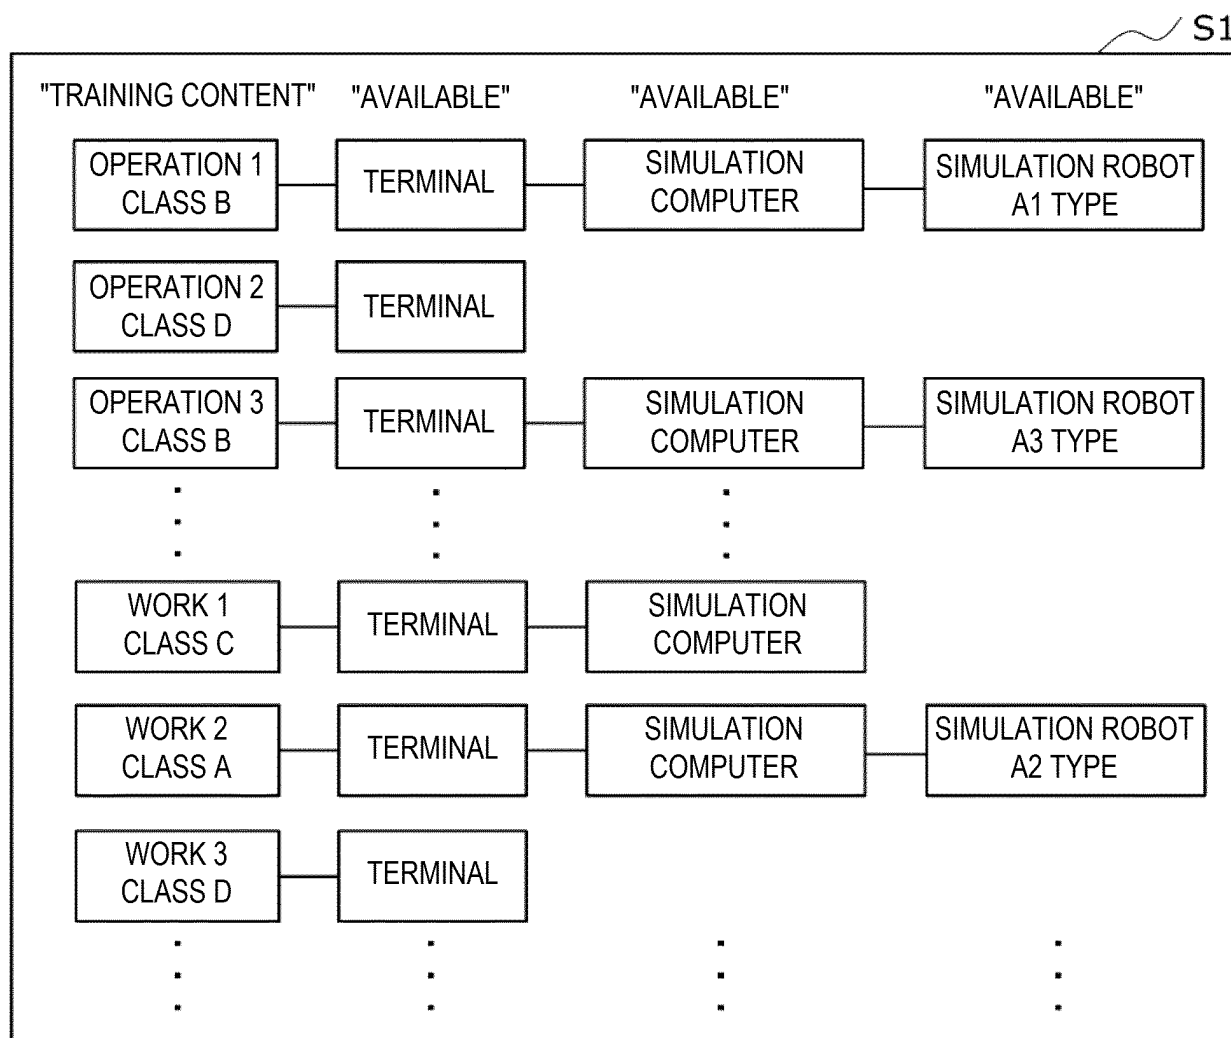 S1
"TRAINING CONTENT" "AVAILABLE" "AVAILABLE" "AVAILABLE"
OPERATION 1
CLASS B
TERMINAL
SIMULATION
COMPUTER
SIMULATION ROBOT
A1 TYPE
OPERATION 2
CLASS D
TERMINAL
OPERATION 3
CLASS B
TERMINAL
SIMULATION
COMPUTER
SIMULATION ROBOT
A3 TYPE
WORK 1
CLASS C
TERMINAL
SIMULATION
COMPUTER
WORK 2
CLASS A
TERMINAL
SIMULATION
COMPUTER
SIMULATION ROBOT
A2 TYPE
WORK 3
CLASS D
TERMINAL